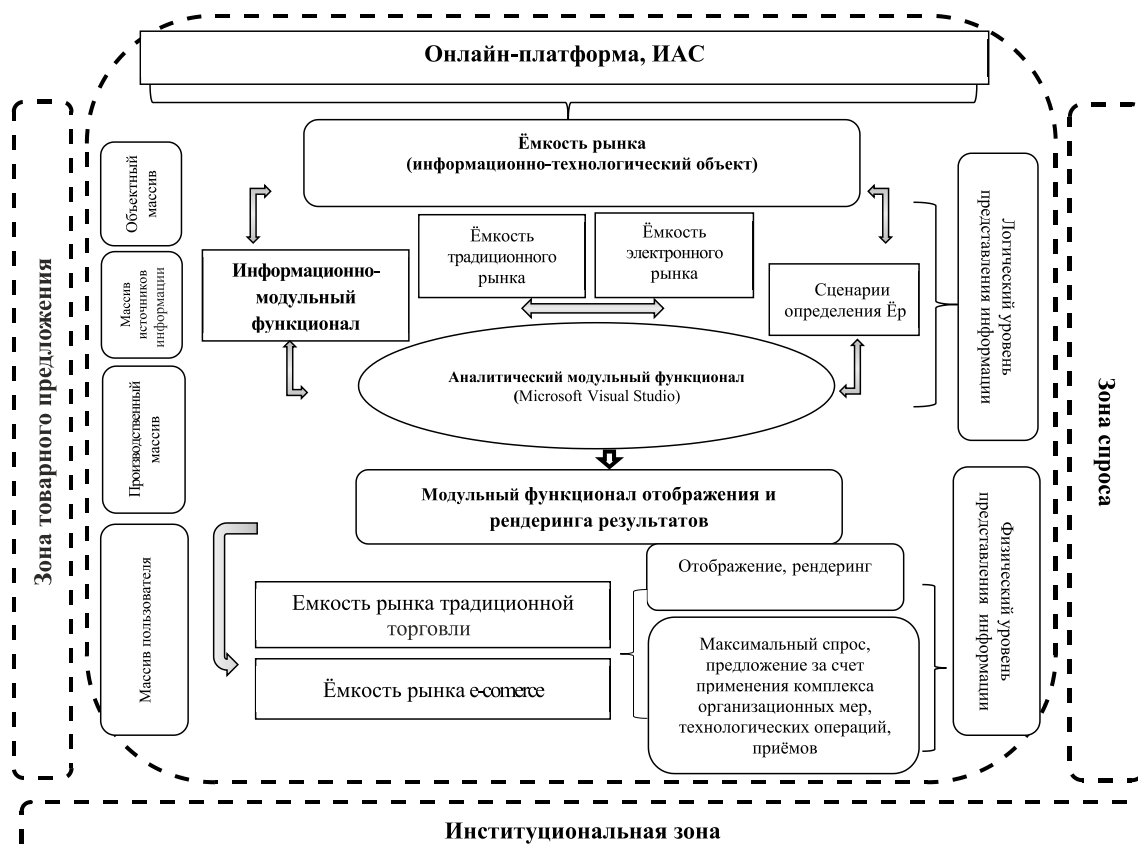 Онлайн-платформа, ИАС
Ёмкость рынка
(информационно-технологический объект)
Зона товарного предложения
Объектный
массив
Массив
источников
информации
Производственный
массив
Массив пользователя
Информационно-
модульный
функционал
Ёмкость
традиционного
рынка
Ёмкость
электронного
рынка
Сценарии
определения Ёр
Логический уровень
представления информации
Зона спроса
Аналитический модульный функционал
(Microsoft Visual Studio)
Модульный функционал отображения и
рендеринга результатов
Отображение, рендеринг
Емкость рынка традиционной
торговли
Ёмкость рынка e-comerce
Максимальный спрос,
предложение за счет
применения комплекса
организационных мер,
технологических операций,
приёмов
Физический уровень
представления информации
Институциональная зона